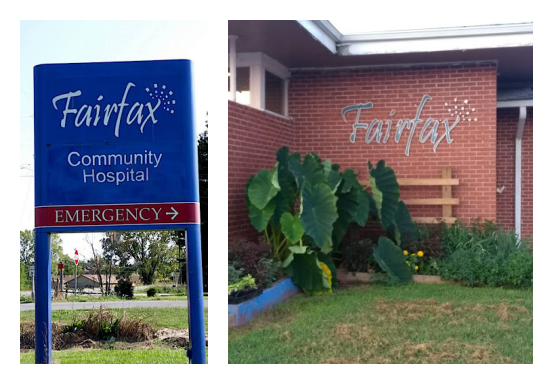 Fairfax
Community
Hospital
EMERGENCY →
Fairfax